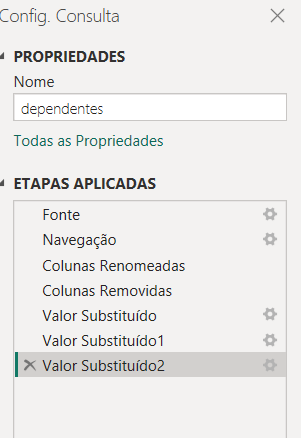 Config. Consulta
PROPRIEDADES
Nome
dependentes
Todas as Propriedades
ETAPAS APLICADAS
Fonte
Navegação
Colunas Renomeadas
Colunas Removidas
Valor Substituído
Valor Substituído1
Valor Substituído2